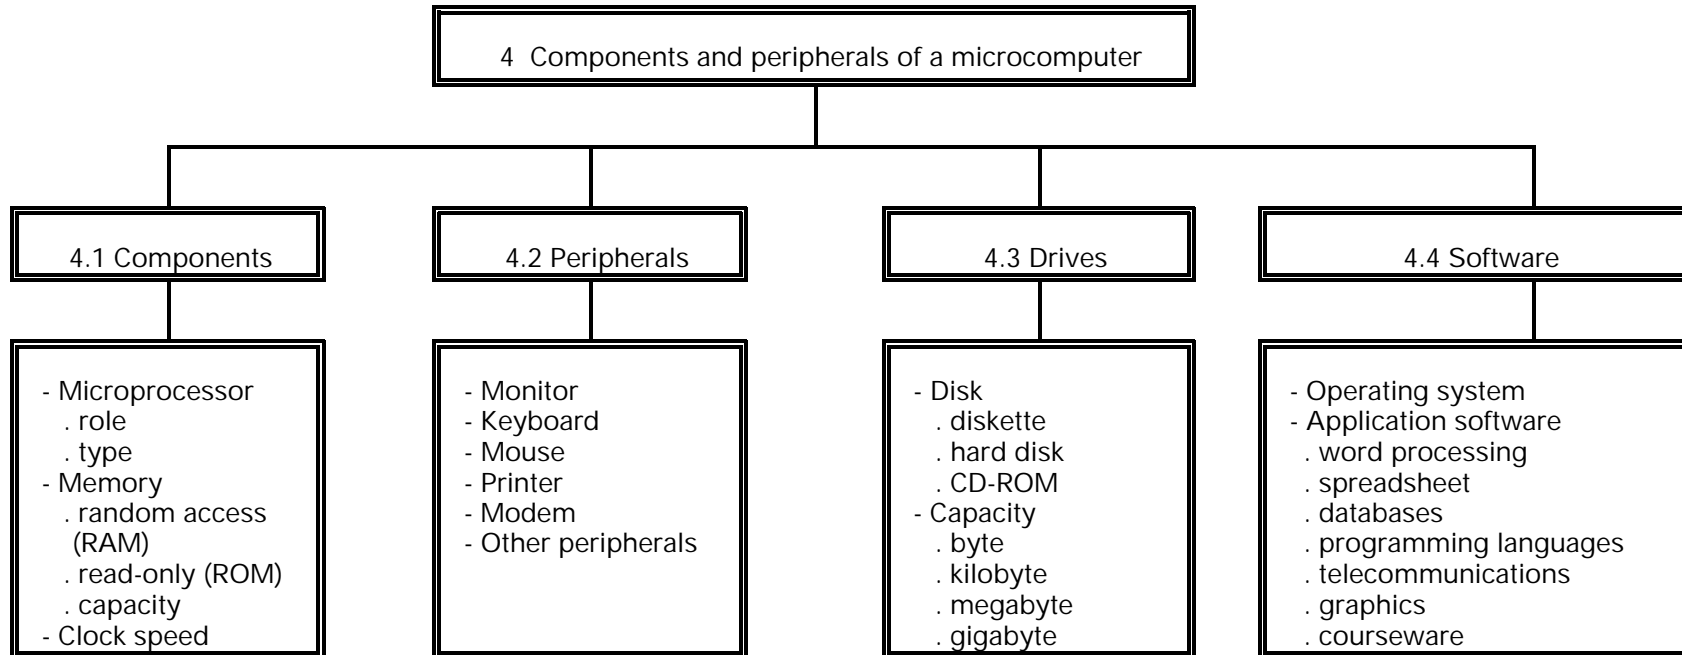 4 Components and peripherals of a microcomputer
4.1 Components
4.2 Peripherals
4.3 Drives
4.4 Software
- Microprocessor
. role
. type
- Memory
. random access
(RAM)
. read-only (ROM)
. capacity
- Clock speed
- Monitor
- Keyboard
- Mouse
- Printer
- Modem
- Other peripherals
- Disk
. diskette
. hard disk
. CD-ROM
- Capacity
. byte
. kilobyte
. megabyte
. gigabyte
- Operating system
- Application software
. word processing
. spreadsheet
. databases
. programming languages
. telecommunications
. graphics
. courseware